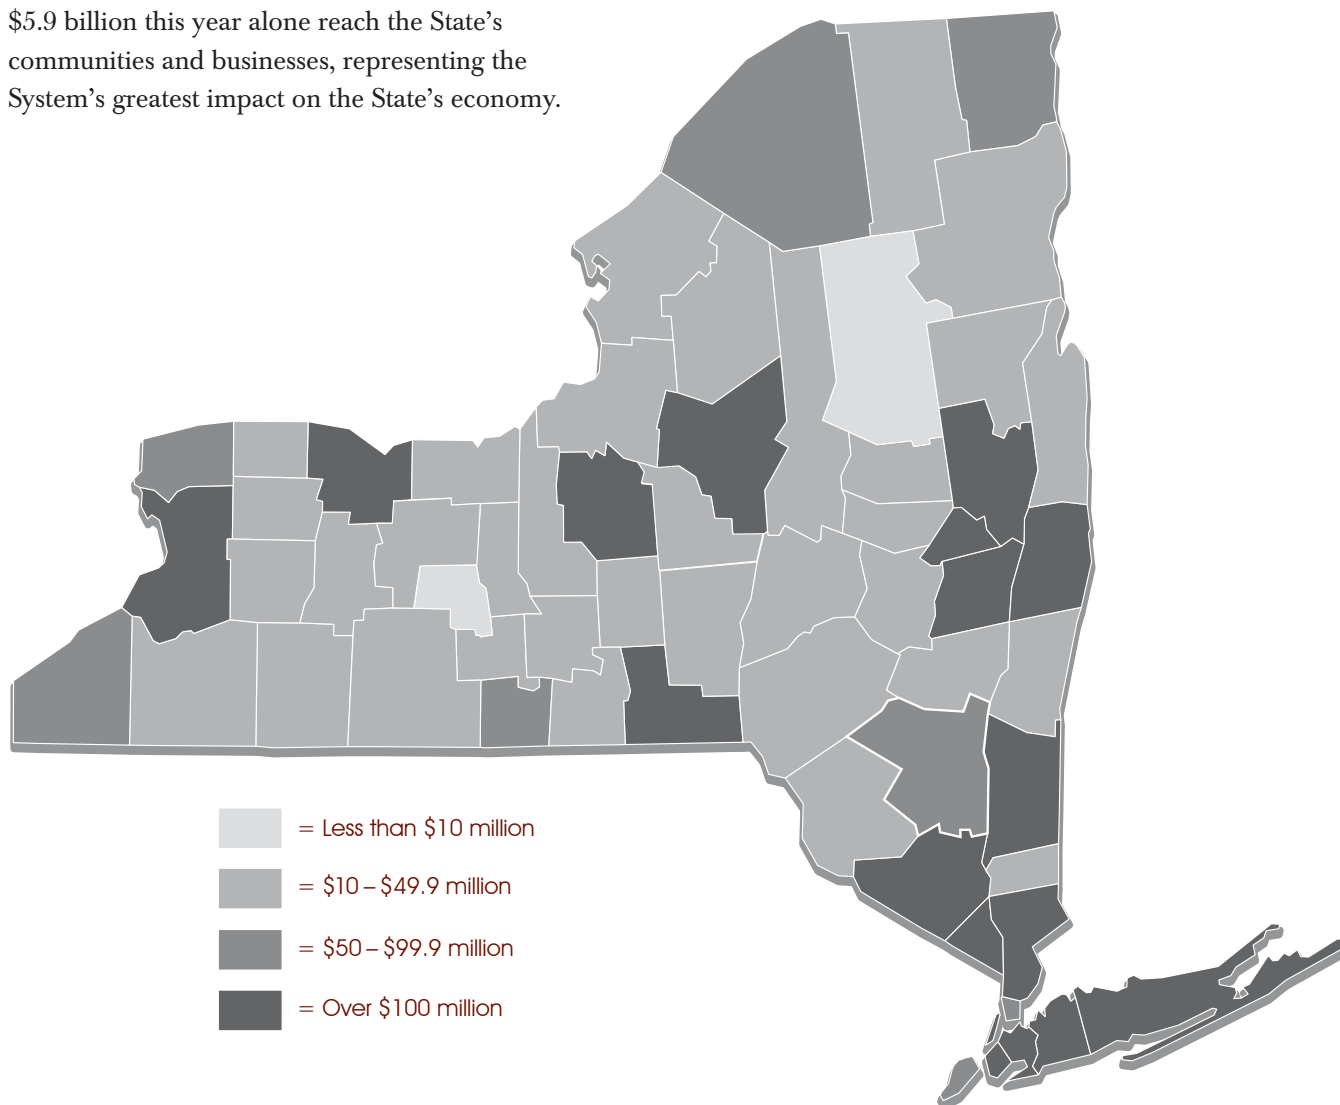 $5.9 billion this year alone reach the State’s
communities and businesses, representing the
System’s greatest impact on the State’s economy.
= Less than $10 million
= $10 – $49.9 million
= $50 – $99.9 million
= Over $100 million